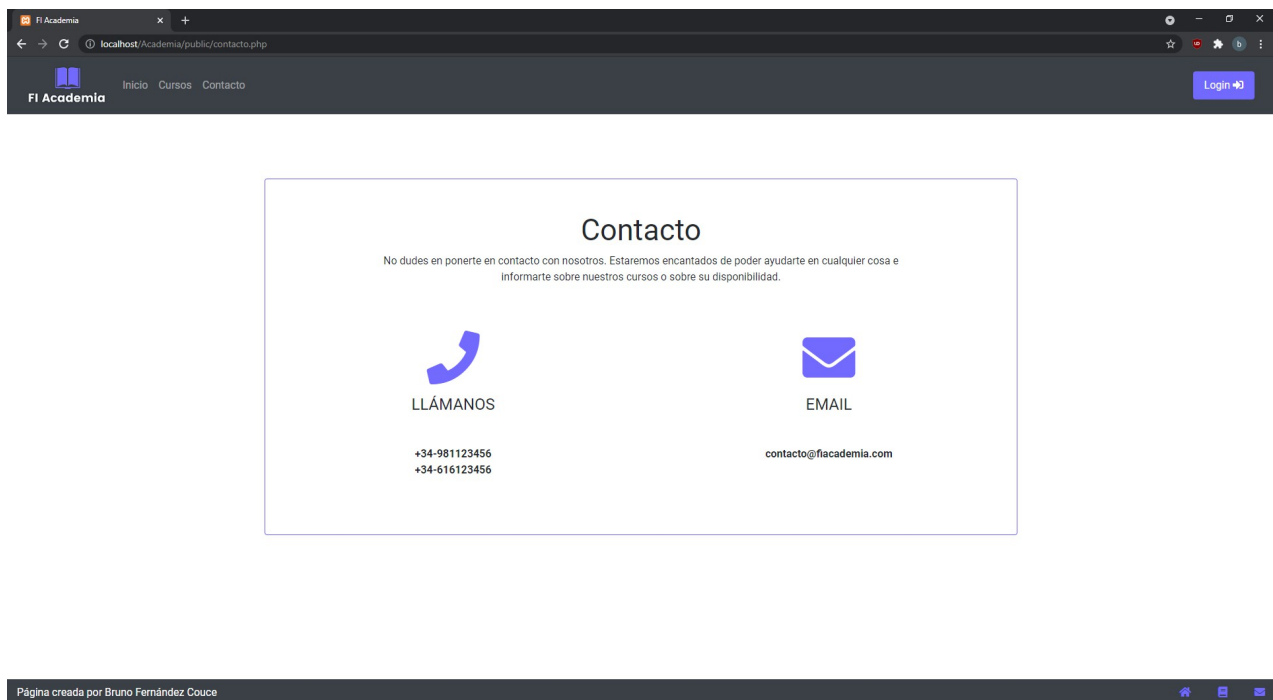 FI Academia
localhost/Academia/public/contacto.php
FI Academia
Inicio Cursos Contacto
Login
Contacto
No dudes en ponerte en contacto con nosotros. Estaremos encantados de poder ayudarte en cualquier cosa e
informarte sobre nuestros cursos o sobre su disponibilidad.
LLÁMANOS
EMAIL
+34-981123456
+34-616123456
contacto@fiacademia.com
Página creada por Bruno Fernández Couce